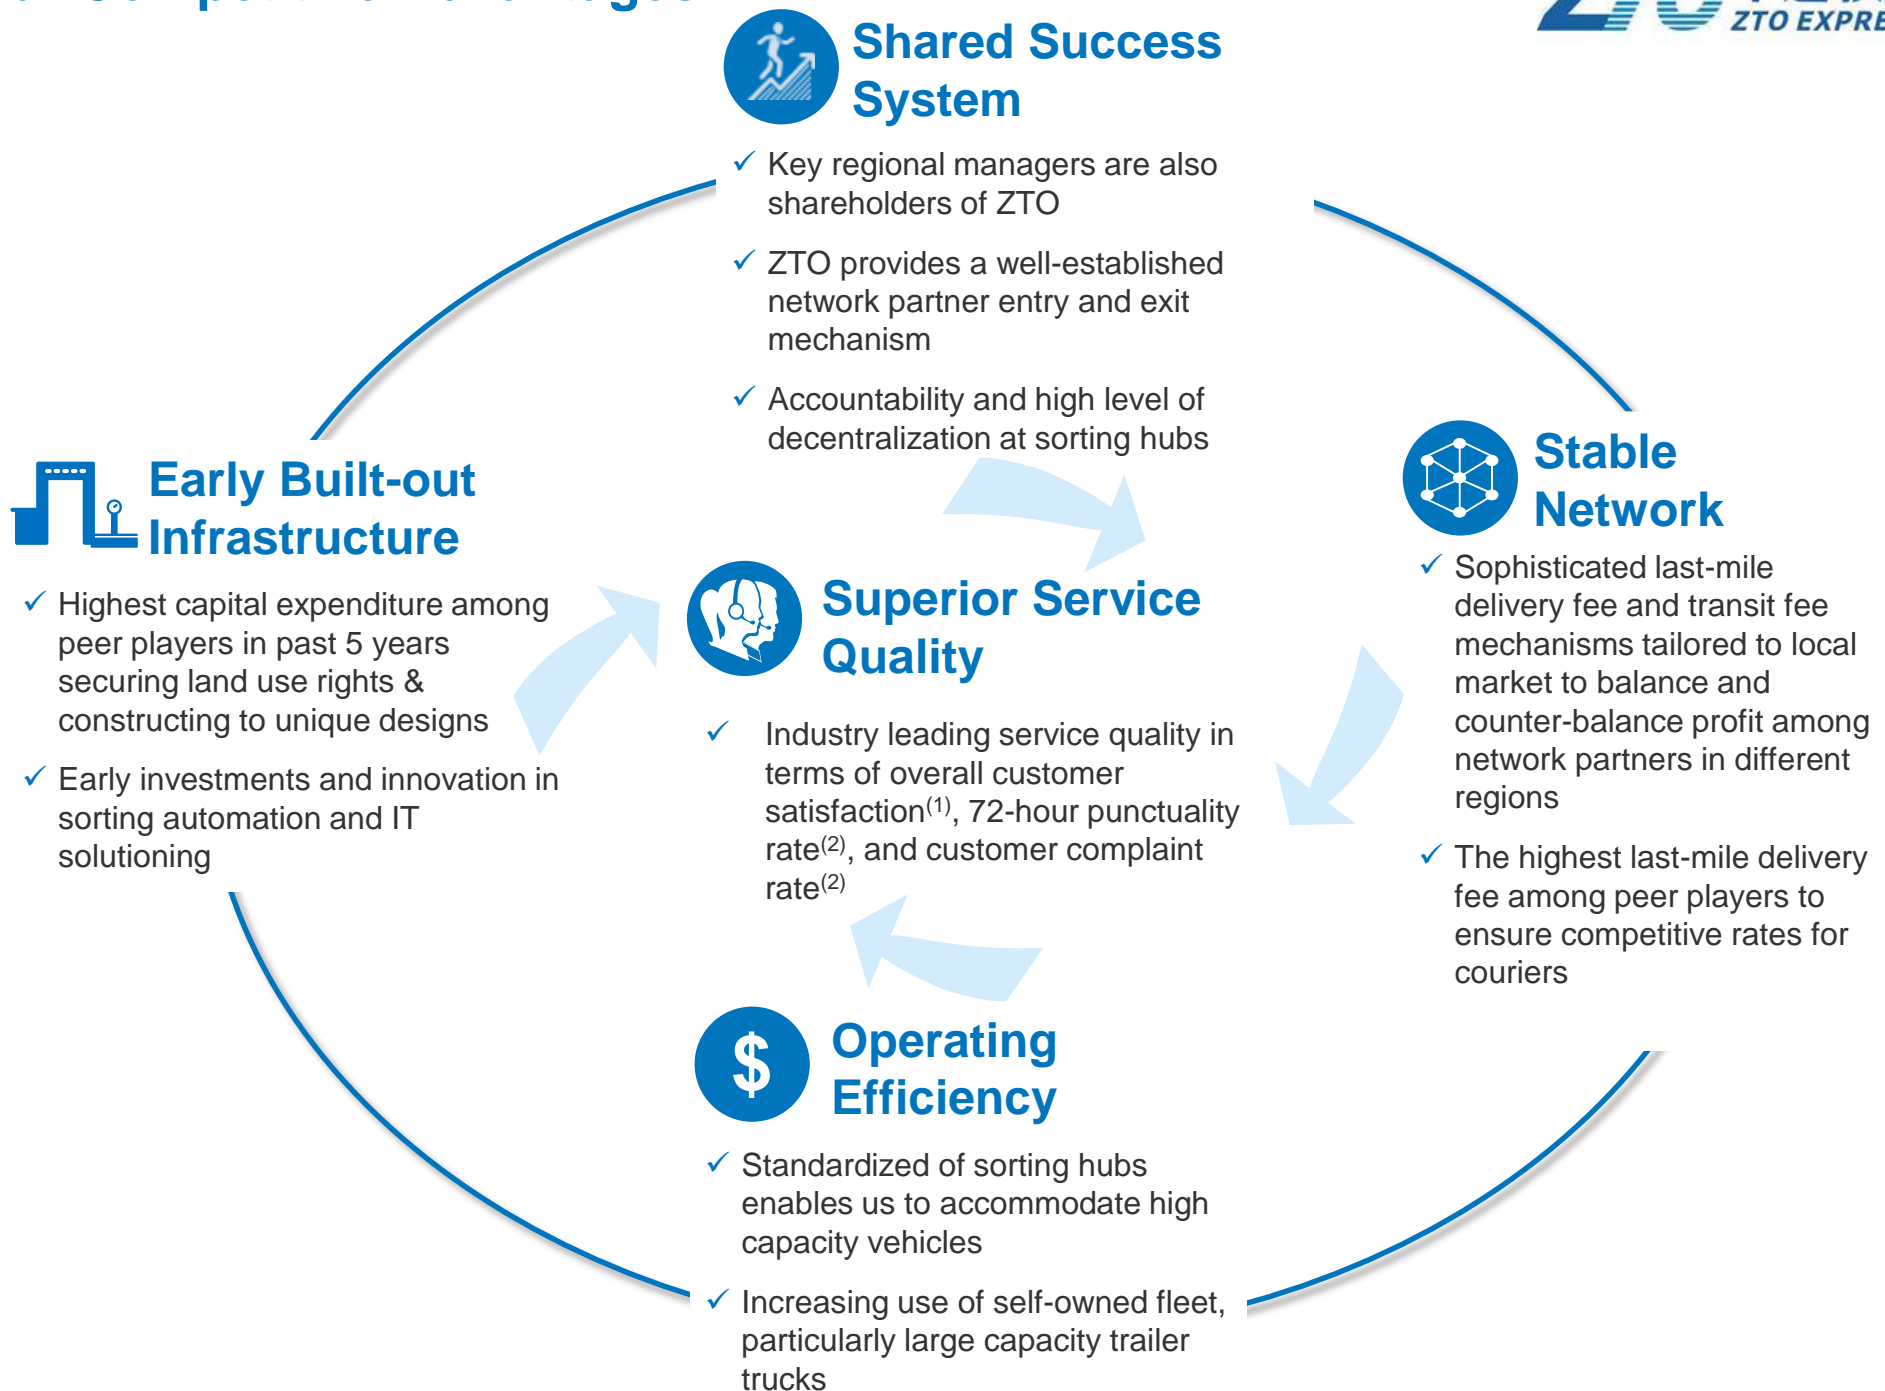 Competitive Advantages
ZTO
ZTO EXPRE
Shared Success
System
✓ Key regional managers are also
shareholders of ZTO
✓ ZTO provides a well-established
network partner entry and exit
mechanism
✓ Accountability and high level of
decentralization at sorting hubs
Early Built-out
Infrastructure
✓ Highest capital expenditure among
peer players in past 5 years
securing land use rights &
constructing to unique designs
✓ Early investments and innovation in
sorting automation and IT
solutioning
Superior Service
Quality
✓ Industry leading service quality in
terms of overall customer
satisfaction(1), 72-hour punctuality
rate(2), and customer complaint
rate(2)
Stable
Network
✓ Sophisticated last-mile
delivery fee and transit fee
mechanisms tailored to local
market to balance and
counter-balance profit among
network partners in different
regions
✓ The highest last-mile delivery
fee among peer players to
ensure competitive rates for
couriers
$
Operating
Efficiency
✓ Standardized of sorting hubs
enables us to accommodate high
capacity vehicles
✓ Increasing use of self-owned fleet,
particularly large capacity trailer
trucks